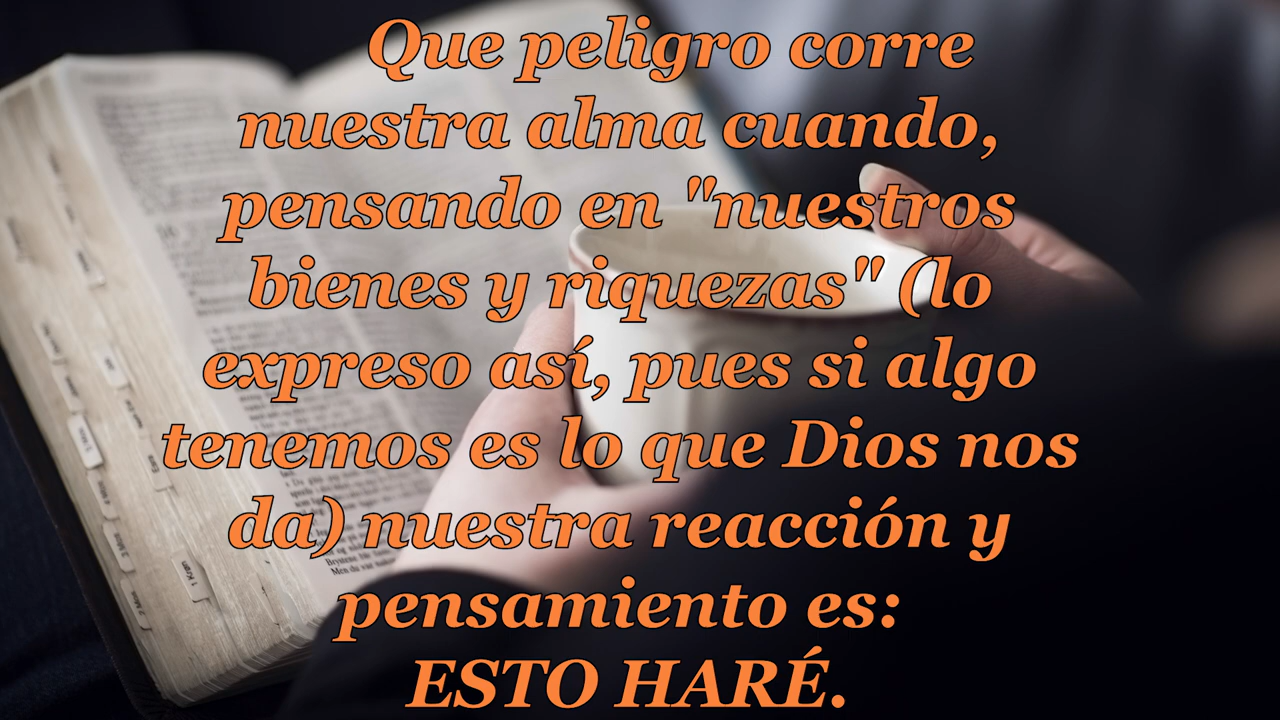 Que peligro corre
nuestra alma cuando,
pensando en "nuestros
bienes y riquezas" (lo
expreso así, pues si algo
tenemos es lo que Dios nos
da) nuestra reacción y
pensamiento es:
ESTO HARÉ.